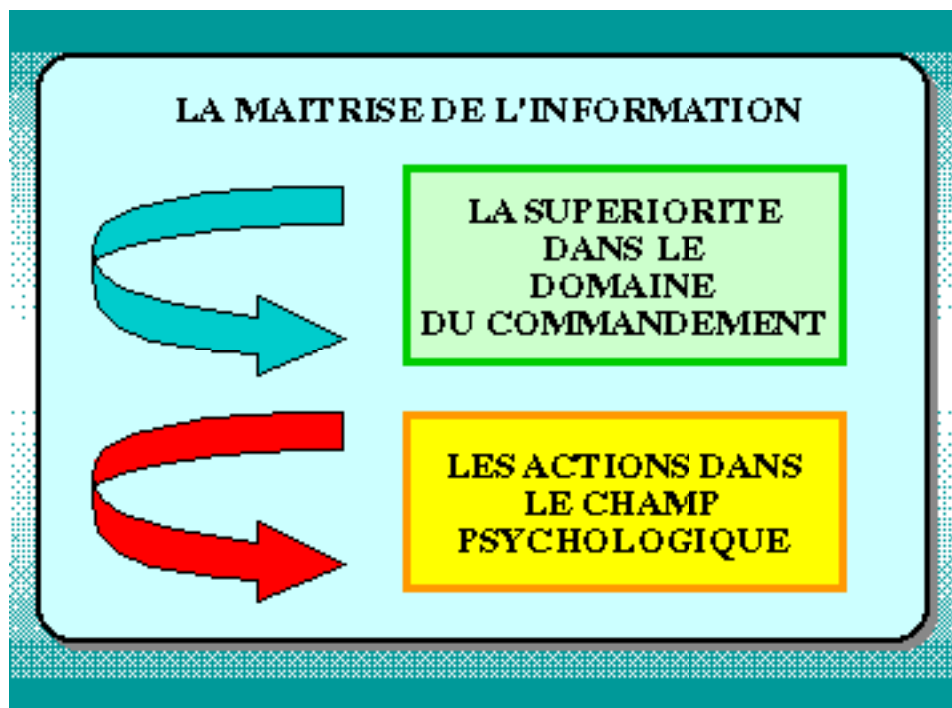 LA MAITRISE DE L'INFORMATION
LA SUPERIORITE
DANS LE
DOMAINE
DU COMMANDEMENT
LES ACTIONS DANS
LE CHAMP
PSYCHOLOGIQUE